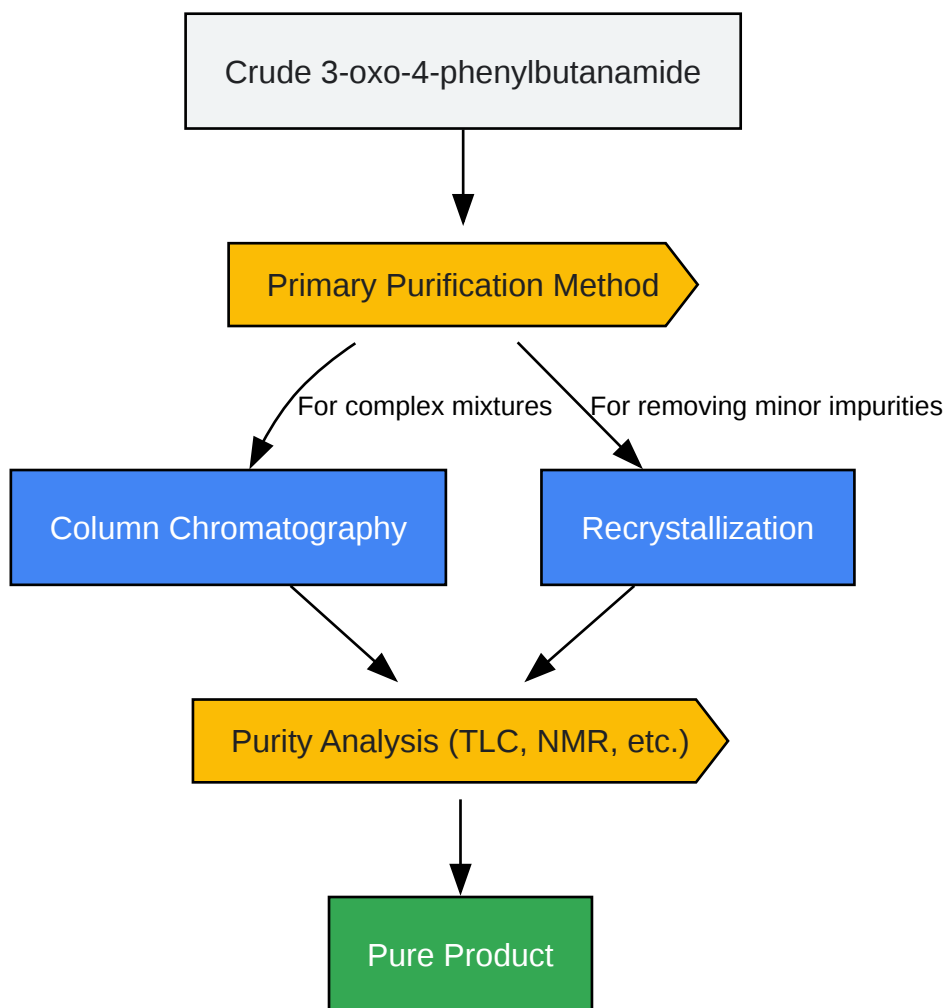 Crude 3-oxo-4-phenylbutanamide
Primary Purification Method
For complex mixtures
For removing minor impurities
Column Chromatography
Recrystallization
Purity Analysis (TLC, NMR, etc.)
Pure Product